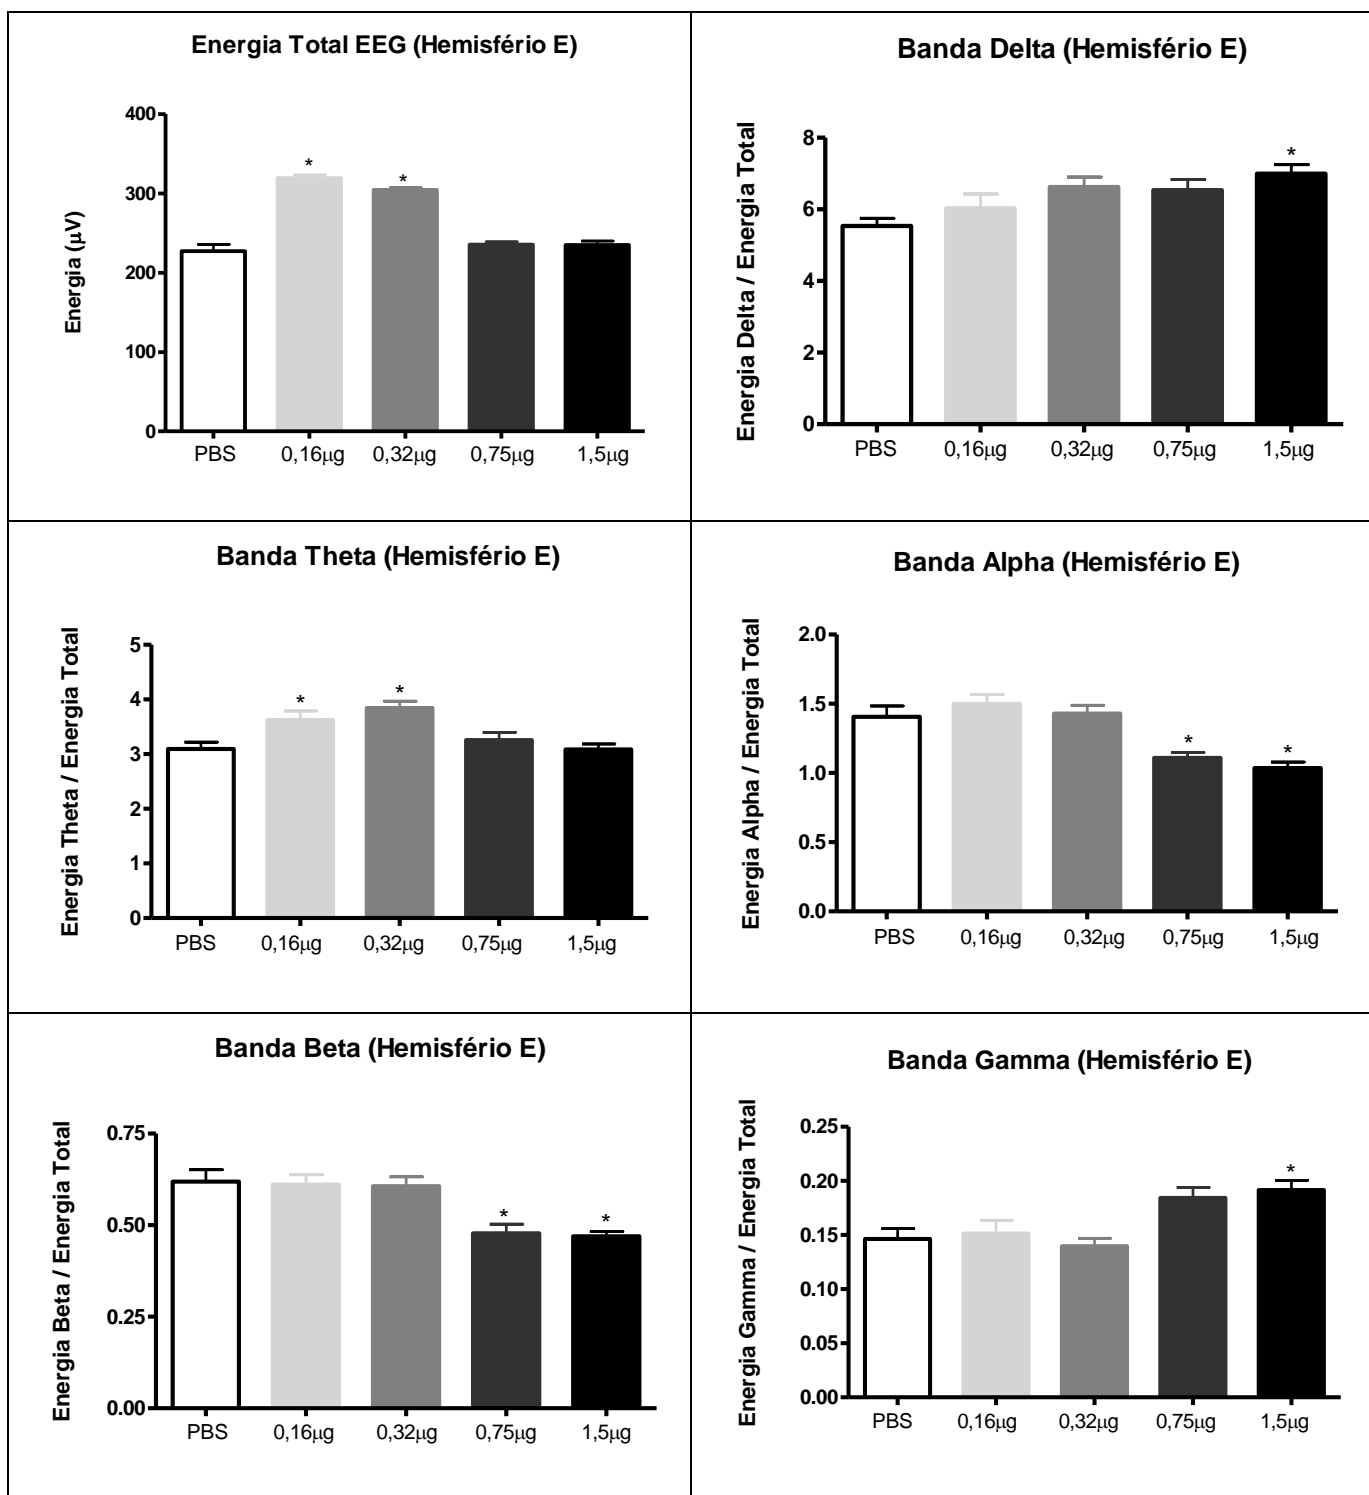 Energia Total EEG (Hemisfério E)
Energia (μV)
400
300
200
100
0
*
*
PBS
0,16μg
0,32μg
0,75μg
1,5μg
Banda Delta (Hemisfério E)
Energia Delta / Energia Total
8
6
4
2
0
*
PBS
0,16μg
0,32μg
0,75μg
1,5μg
Banda Theta (Hemisfério E)
Energia Theta / Energia Total
5
4
3
2
1
0
*
*
PBS
0,16μg
0,32μg
0,75μg
1,5μg
Banda Alpha (Hemisfério E)
Energia Alpha / Energia Total
2.0
1.5
1.0
0.5
0.0
*
*
PBS
0,16μg
0,32μg
0,75μg
1,5μg
Banda Beta (Hemisfério E)
Energia Beta / Energia Total
0.75
0.50
0.25
0.00
*
*
PBS
0,16μg
0,32μg
0,75μg
1,5μg
Banda Gamma (Hemisfério E)
Energia Gamma / Energia Total
0.25
0.20
0.15
0.10
0.05
0.00
*
PBS
0,16μg
0,32μg
0,75μg
1,5μg